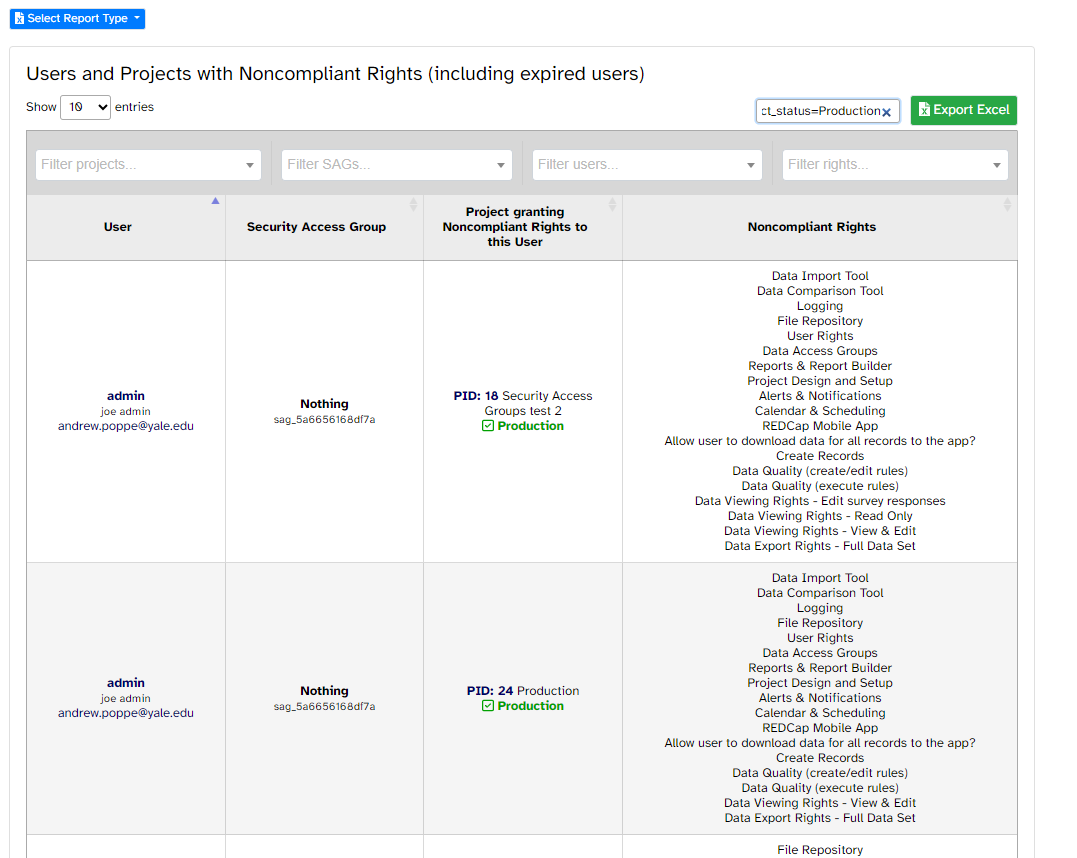 Select Report Type
Users and Projects with Noncompliant Rights (including expired users)
Show 10 entries
ct_status=Production
Export Excel
Filter projects...
Filter SAGs...
Filter users...
Filter rights...
User
Security Access Group
Project granting
Noncompliant Rights to
this User
Noncompliant Rights
admin
joe admin
andrew.poppe@yale.edu
Nothing
sag_5a6656168df7a
PID: 18 Security Access
Groups test 2
Production
Data Import Tool
Data Comparison Tool
Logging
File Repository
User Rights
Data Access Groups
Reports & Report Builder
Project Design and Setup
Alerts & Notifications
Calendar & Scheduling
REDCap Mobile App
Allow user to download data for all records to the app?
Create Records
Data Quality (create/edit rules)
Data Quality (execute rules)
Data Viewing Rights - Edit survey responses
Data Viewing Rights - Read Only
Data Viewing Rights - View & Edit
Data Export Rights - Full Data Set
admin
joe admin
andrew.poppe@yale.edu
Nothing
sag_5a6656168df7a
PID: 24 Production
Production
Data Import Tool
Data Comparison Tool
Logging
File Repository
User Rights
Data Access Groups
Reports & Report Builder
Project Design and Setup
Alerts & Notifications
Calendar & Scheduling
REDCap Mobile App
Allow user to download data for all records to the app?
Create Records
Data Quality (create/edit rules)
Data Quality (execute rules)
Data Viewing Rights - View & Edit
Data Export Rights - Full Data Set
File Repository